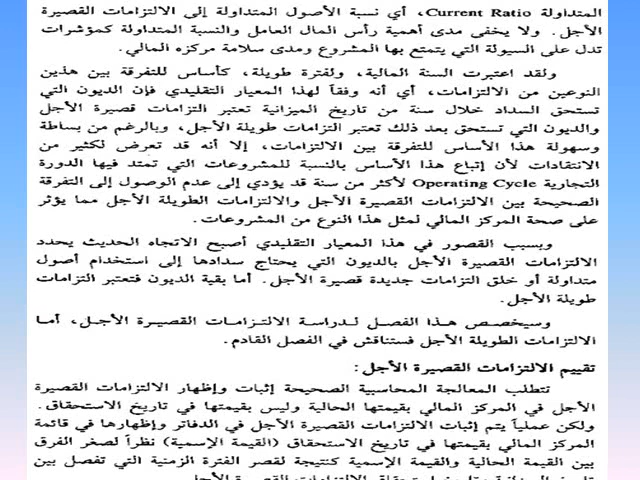 المتداولة Current Ratio، أي نسبة الأصول المتداولة إلى الالتزامات القصيرة
الأجل. ولا يخفى مدى أهمية رأس المال العامل والنسبة المتداولة كمؤشرات
تدل على السيولة التي يتمتع بها المشروع ومدى سلامة مركزه المالي.
ولقد اعتبرت السنة المالية، ولفترة طويلة، كأساس للتفرقة بين هذين
النوعين من الالتزامات، أي أنه وفقاً لهذا المعيار التقليدي فإن الديون التي
تستحق السداد خلال سنة من تاريخ الميزانية تعتبر التزامات قصيرة الأجل
والديون التي تستحق بعد ذلك تعتبر التزامات طويلة الأجل، وبالرغم من بساطة
وسهولة هذا الأساس للتفرقة بين الالتزامات، إلا أنه قد تعرض لكثير من
الانتقادات لأن إتباع هذا الأساس بالنسبة للمشروعات التي تمتد فيها الدورة
التجارية Operating Cycle لأكثر من سنة قد يؤدي إلى عدم الوصول إلى التفرقة
الصحيحة بين الالتزامات القصيرة الأجل والالتزامات الطويلة الأجل مما يؤثر
على صحة المركز المالي لمثل هذا النوع من المشروعات.
وبسبب القصور في هذا المعيار التقليدي أصبح الاتجاه الحديث يحدد
الالتزامات القصيرة الأجل بالديون التي يحتاج سدادها إلى استخدام أصول
متداولة أو خلق التزامات جديدة قصيرة الأجل. أما بقية الديون فتعتبر التزامات
طويلة الأجل.
وسيخصص هذا الفصل لدراسة الالتزامات القصيرة الأجل، أما
الالتزامات الطويلة الأجل فستناقش في الفصل القادم.
تقييم الالتزامات القصيرة الأجل:
تتطلب المعالجة المحاسبية الصحيحة إثبات وإظهار الالتزامات القصيرة
الأجل في المركز المالي بقيمتها الحالية وليس بقيمتها في تاريخ الاستحقاق.
ولكن عملياً يتم إثبات الالتزامات القصيرة الأجل في الدفاتر وإظهارها في قائمة
المركز المالي بقيمتها في تاريخ الاستحقاق (القيمة الإسمية) نظراً لصغر الفرق
بين القيمة الحالية والقيمة الإسمية كنتيجة لقصر الفترة الزمنية التي تفصل بين